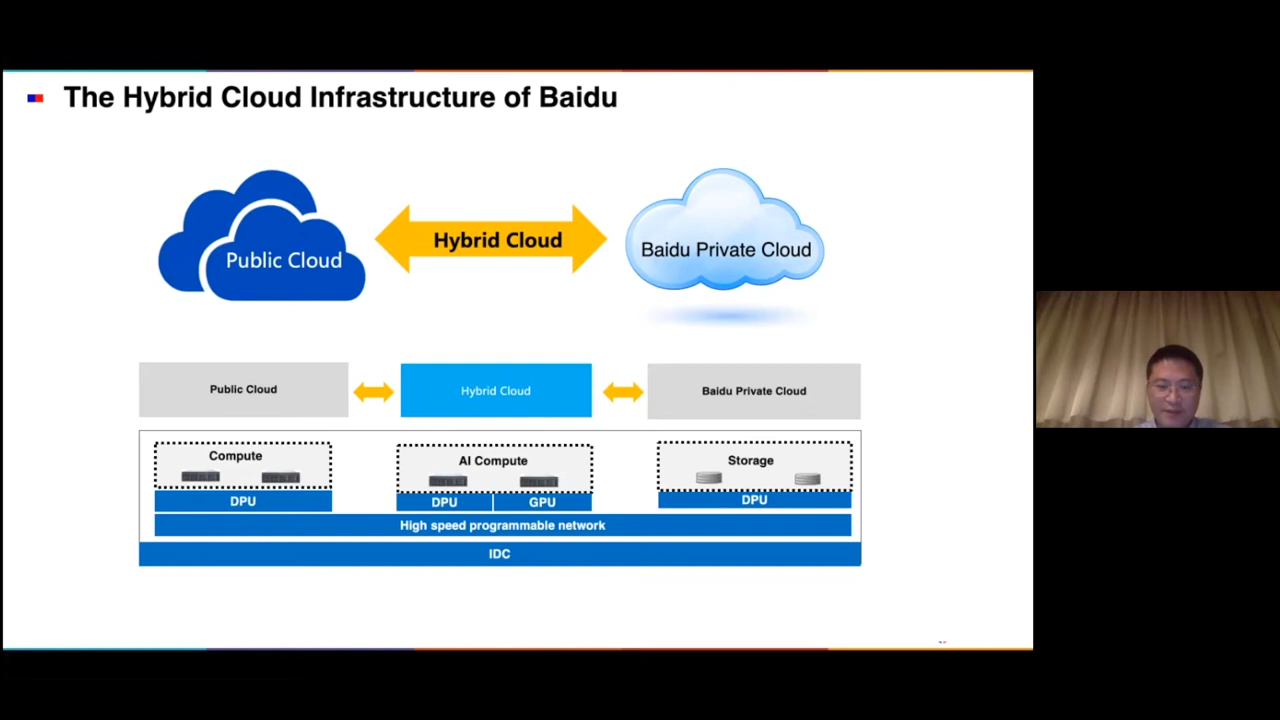 The Hybrid Cloud Infrastructure of Baidu
Public Cloud
Hybrid Cloud
Baidu Private Cloud
Public Cloud
Hybrid Cloud
Baidu Private Cloud
Compute
AI Compute
Storage
DPU
DPU
GPU
DPU
High speed programmable network
IDC